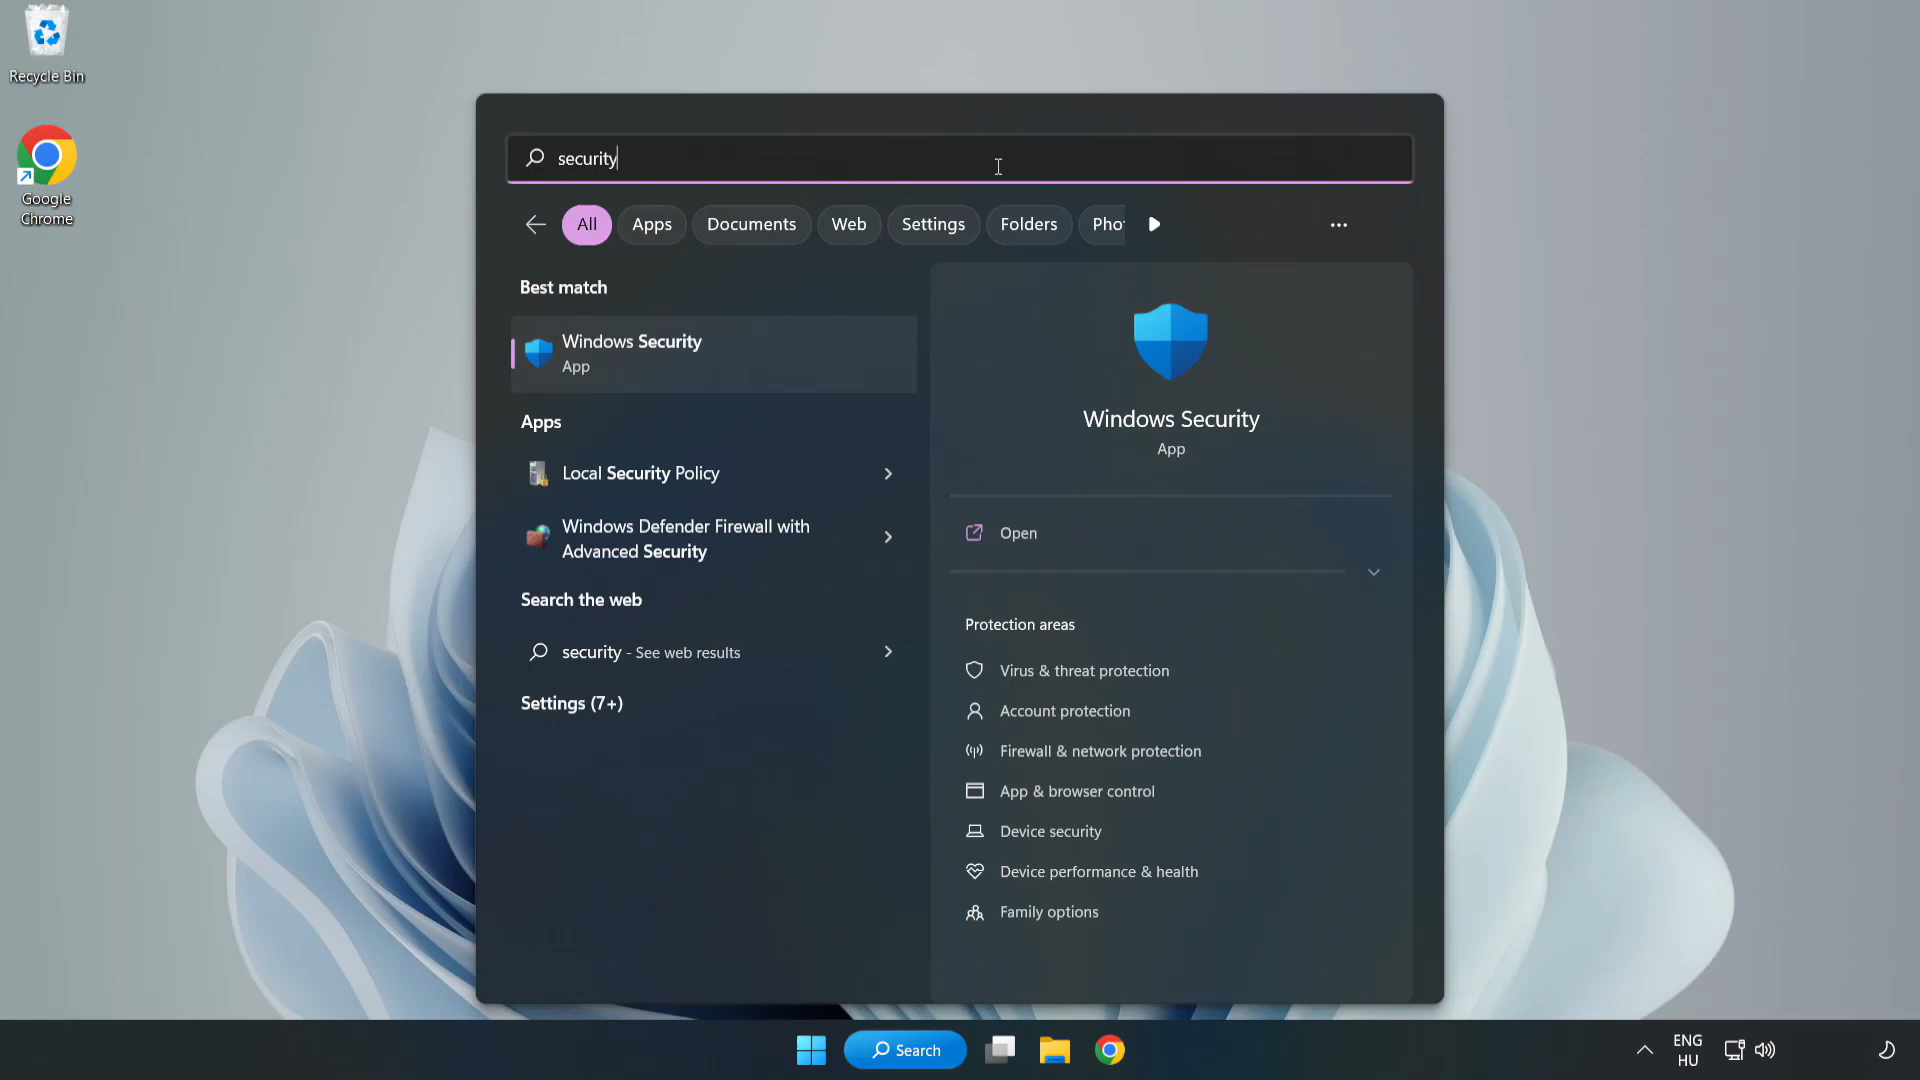 Recycle Bin
Google
Chrome
security
All
Apps
Documents
Web
Settings
Folders
Phot
Best match
Windows Security
App
Apps
Local Security Policy
Windows Defender Firewall with
Advanced Security
Search the web
security - See web results
Settings (7+)
Windows Security
App
Open
Protection areas
Virus & threat protection
Account protection
Firewall & network protection
App & browser control
Device security
Device performance & health
Family options
Search
ENG
HU